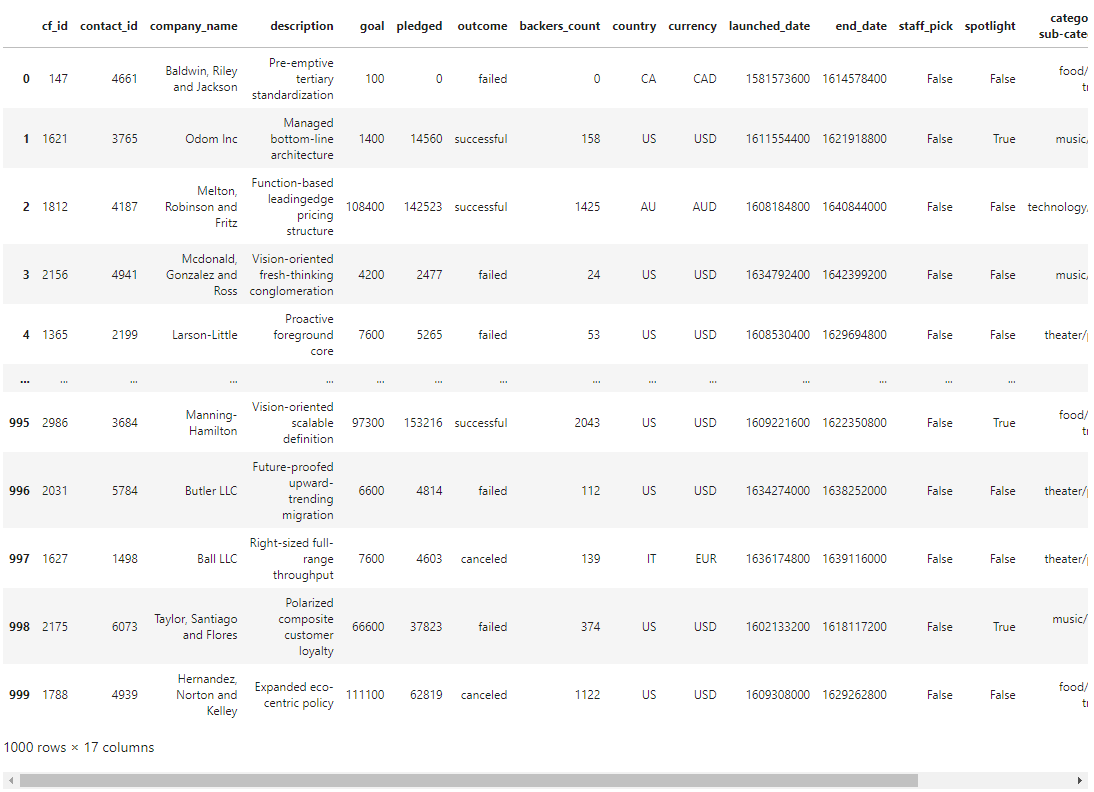 cf_id contact_id company_name description goal pledged outcome backers_count country currency launched_date end_date staff_pick spotlight catego
sub-cate
0 147 4661 Baldwin, Riley and Jackson Pre-emptive tertiary standardization 100 0 failed 0 CA CAD 1581573600 1614578400 False False food/ tr
1 1621 3765 Odom Inc Managed bottom-line architecture 1400 14560 successful 158 US USD 1611554400 1621918800 False True music/
2 1812 4187 Melton, Robinson and Fritz Function-based leadingedge pricing structure 108400 142523 successful 1425 AU AUD 1608184800 1640844000 False False technology/
3 2156 4941 Mcdonald, Gonzalez and Ross Vision-oriented fresh-thinking conglomeration 4200 2477 failed 24 US USD 1634792400 1642399200 False False music/
4 1365 2199 Larson-Little Proactive foreground core 7600 5265 failed 53 US USD 1608530400 1629694800 False False theater/p
... ... ... ... ... ... ... ... ... ... ... ... ... ... ...
995 2986 3684 Manning-Hamilton Vision-oriented scalable definition 97300 153216 successful 2043 US USD 1609221600 1622350800 False True food/ tr
996 2031 5784 Butler LLC Future-proofed upward-trending migration 6600 4814 failed 112 US USD 1634274000 1638252000 False False theater/p
997 1627 1498 Ball LLC Right-sized full-range throughput 7600 4603 canceled 139 IT EUR 1636174800 1639116000 False False theater/p
998 2175 6073 Taylor, Santiago and Flores Polarized composite customer loyalty 66600 37823 failed 374 US USD 1602133200 1618117200 False True music/
999 1788 4939 Hernandez, Norton and Kelley Expanded eco-centric policy 111100 62819 canceled 1122 US USD 1609308000 1629262800 False False food/ tr
1000 rows × 17 columns